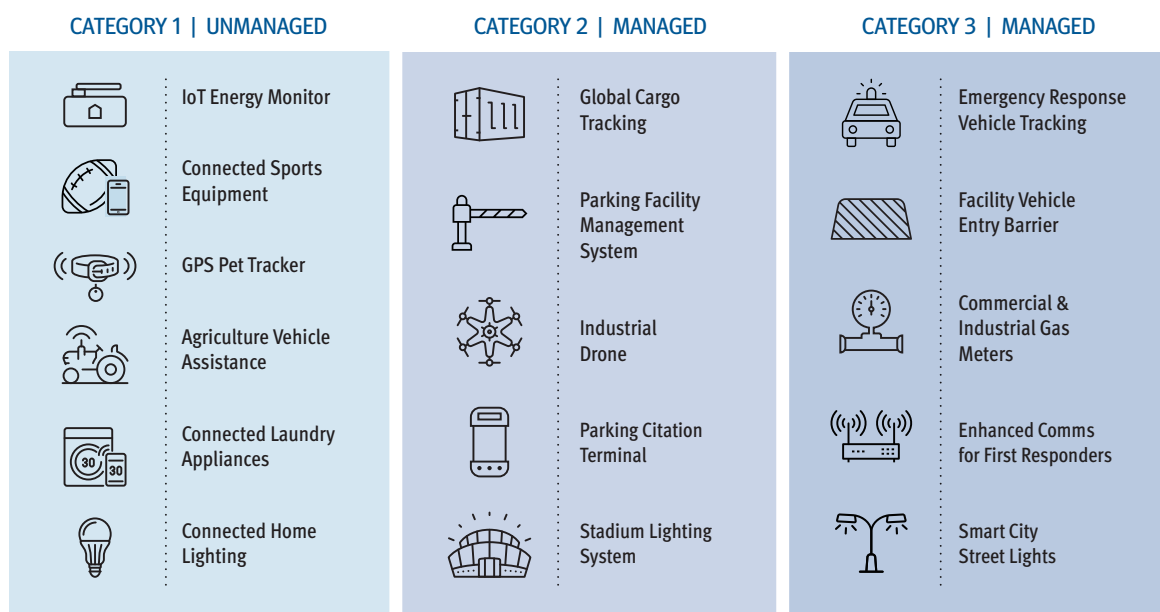 CATEGORY 1 | UNMANAGED
IoT Energy Monitor
Connected Sports
Equipment
GPS Pet Tracker
Agriculture Vehicle
Assistance
30
30
Connected Laundry
Appliances
Connected Home
Lighting
CATEGORY 2 | MANAGED
Global Cargo
Tracking
Parking Facility
Management
System
Industrial
Drone
Parking Citation
Terminal
Stadium Lighting
System
CATEGORY 3 | MANAGED
Emergency Response
Vehicle Tracking
Facility Vehicle
Entry Barrier
Commercial &
Industrial Gas
Meters
Enhanced Comms
for First Responders
Smart City
Street Lights